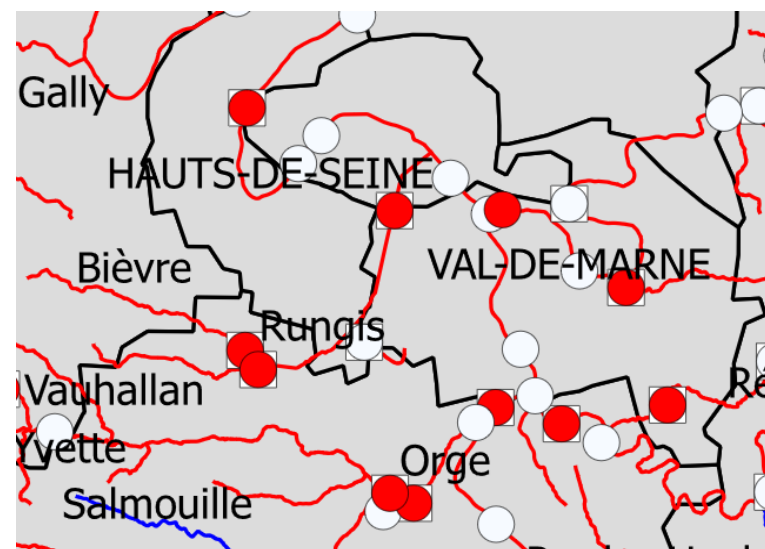 Gally
HAUTS-DE-SEINE
Bièvre
VAL-DE-MARNE
Rungis
Vauhallan
Yvette
Orge
Salmouille